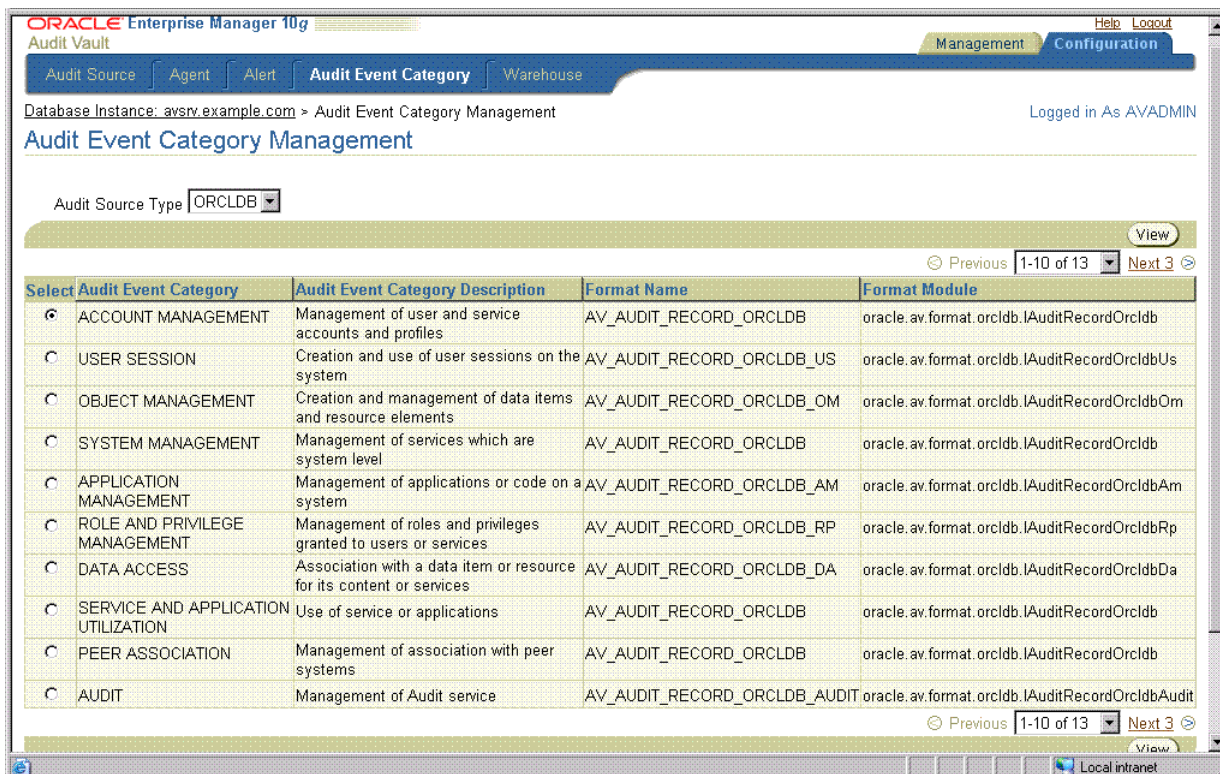 ORACLE Enterprise Manager 10g
Audit Vault
Help Logout
Management Configuration
Audit Source Agent Alert Audit Event Category Warehouse
Database Instance: avsrv.example.com > Audit Event Category Management
Logged in As AVADMIN
Audit Event Category Management
Audit Source Type ORCLDB
View
Previous 1-10 of 13 Next 3
Select Audit Event Category Audit Event Category Description Format Name Format Module
ACCOUNT MANAGEMENT Management of user and service accounts and profiles AV_AUDIT_RECORD_ORCLDB oracle.av.format.orcldb.IAuditRecordOrcldb
USER SESSION Creation and use of user sessions on the system AV_AUDIT_RECORD_ORCLDB_US oracle.av.format.orcldb.IAuditRecordOrcldbUs
OBJECT MANAGEMENT Creation and management of data items and resource elements AV_AUDIT_RECORD_ORCLDB_OM oracle.av.format.orcldb.IAuditRecordOrcldbOm
SYSTEM MANAGEMENT Management of services which are system level AV_AUDIT_RECORD_ORCLDB oracle.av.format.orcldb.IAuditRecordOrcldb
APPLICATION MANAGEMENT Management of applications or code on a system AV_AUDIT_RECORD_ORCLDB_AM oracle.av.format.orcldb.IAuditRecordOrcldbAm
ROLE AND PRIVILEGE MANAGEMENT Management of roles and privileges granted to users or services AV_AUDIT_RECORD_ORCLDB_RP oracle.av.format.orcldb.IAuditRecordOrcldbRp
DATA ACCESS Association with a data item or resource for its content or services AV_AUDIT_RECORD_ORCLDB_DA oracle.av.format.orcldb.IAuditRecordOrcldbDa
SERVICE AND APPLICATION UTILIZATION Use of service or applications AV_AUDIT_RECORD_ORCLDB oracle.av.format.orcldb.IAuditRecordOrcldb
PEER ASSOCIATION Management of association with peer systems AV_AUDIT_RECORD_ORCLDB oracle.av.format.orcldb.IAuditRecordOrcldb
AUDIT Management of Audit service AV_AUDIT_RECORD_ORCLDB_AUDIT oracle.av.format.orcldb.IAuditRecordOrcldbAudit
Previous 1-10 of 13 Next 3
View
Local intranet